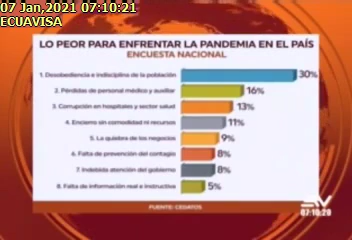 07 Jan,2021 07:10:21
ECUAVISA
LO PEOR PARA ENFRENTAR LA PANDEMIA EN EL PAÍS
ENCUESTA NACIONAL
1. Desobediencia e indisciplina de la población 30%
2. Pérdidas de personal médico y auxiliar 16%
3. Corrupción en hospitales y sector salud 13%
4. Encierro sin comodidad ni recursos 11%
5. La quiebra de los negocios 9%
6. Falta de prevención del contagio 8%
7. Indebida atención del gobierno 8%
8. Falta de información real e instructiva 5%
FUENTE: CEDATOS
07:10:20